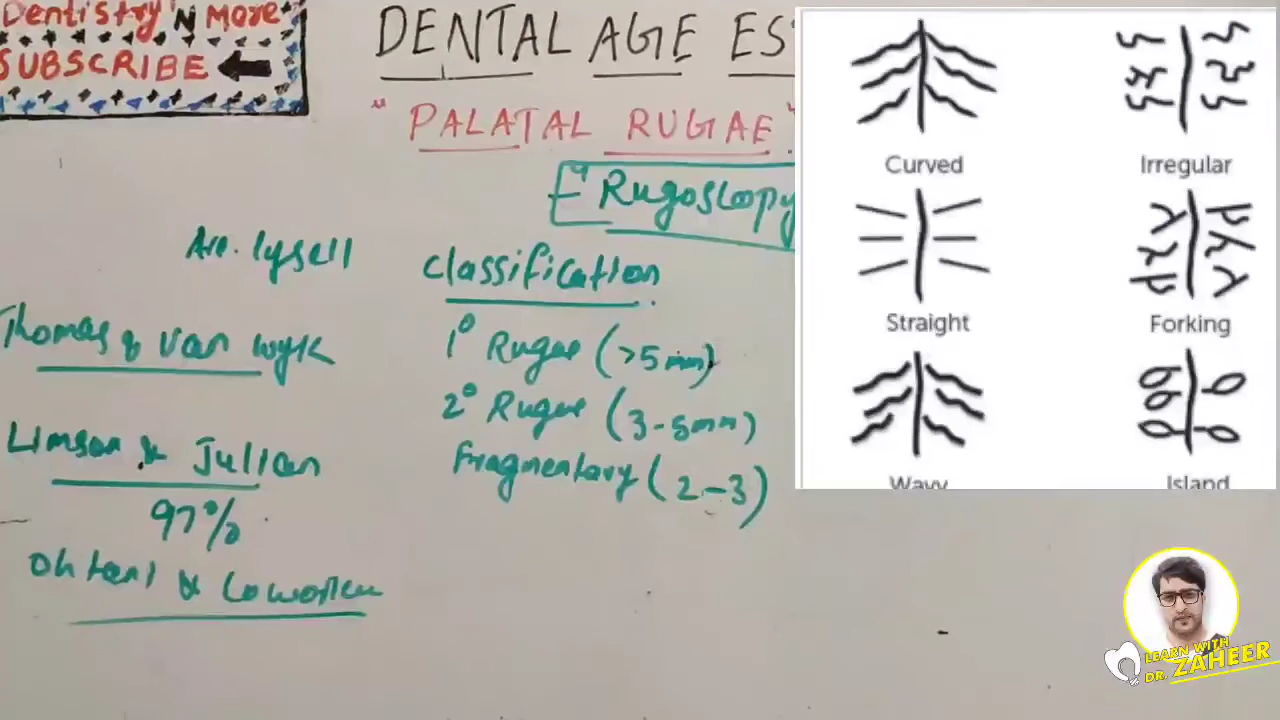 Dentistry 'N More
SUBSCRIBE
DENTAL AGE ES
"PALATAL RUGAE"
"Rugoscopy
lysell
Thomas & Van Wyk
Limson & Julian
97%
Classification
1° Rugae (>5mm)
2° Rugae (3-5mm)
Fragmentary (2-3)
Curved
Irregular
Straight
Forking
Wavy
Island
LEARN WITH
DR. ZAHEER